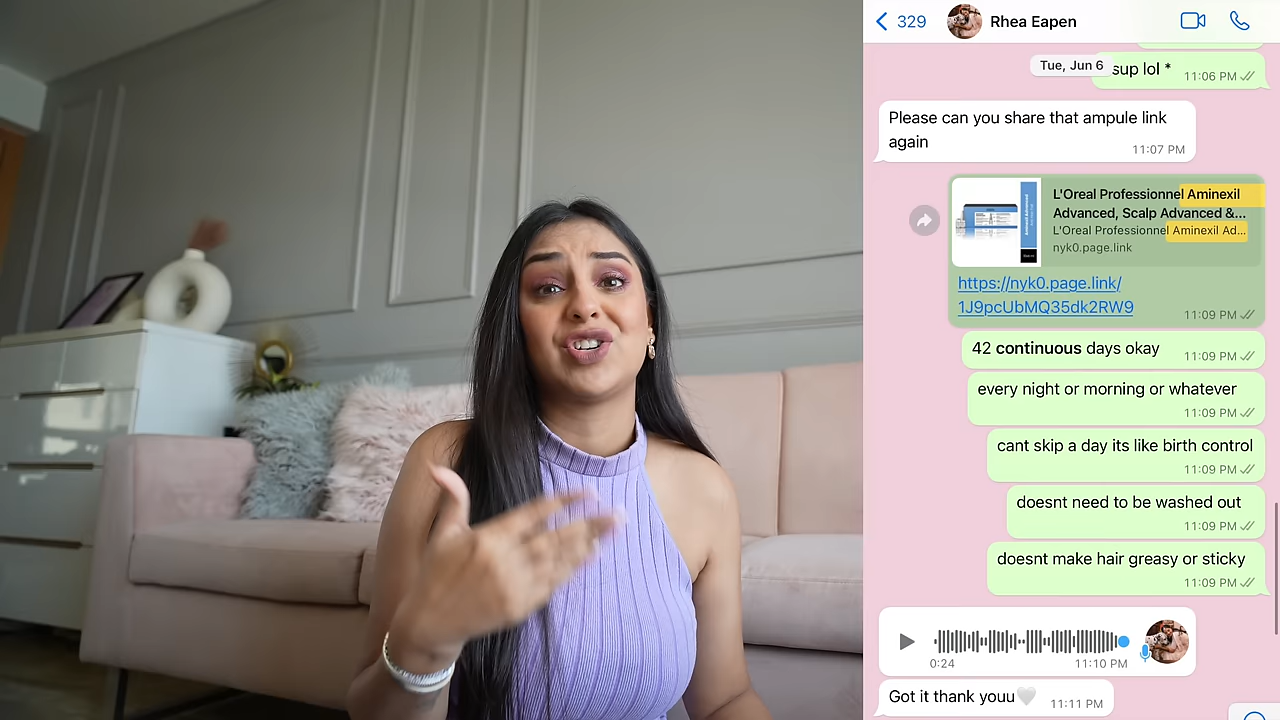 329
Rhea Eapen
Tue, Jun 6
sup lol *
11:06 PM
Please can you share that ampule link
again
11:07 PM
L'Oreal Professionnel Aminexil
Advanced, Scalp Advanced &...
L'Oreal Professionnel Aminexil Ad...
nyk0.page.link
https://nyk0.page.link/
1J9pcUbMQ35dk2RW9
11:09 PM
42 continuous days okay
11:09 PM
every night or morning or whatever
11:09 PM
cant skip a day its like birth control
11:09 PM
doesnt need to be washed out
11:09 PM
doesnt make hair greasy or sticky
11:09 PM
0:24
11:10 PM
Got it thank youu🤍
11:11 PM